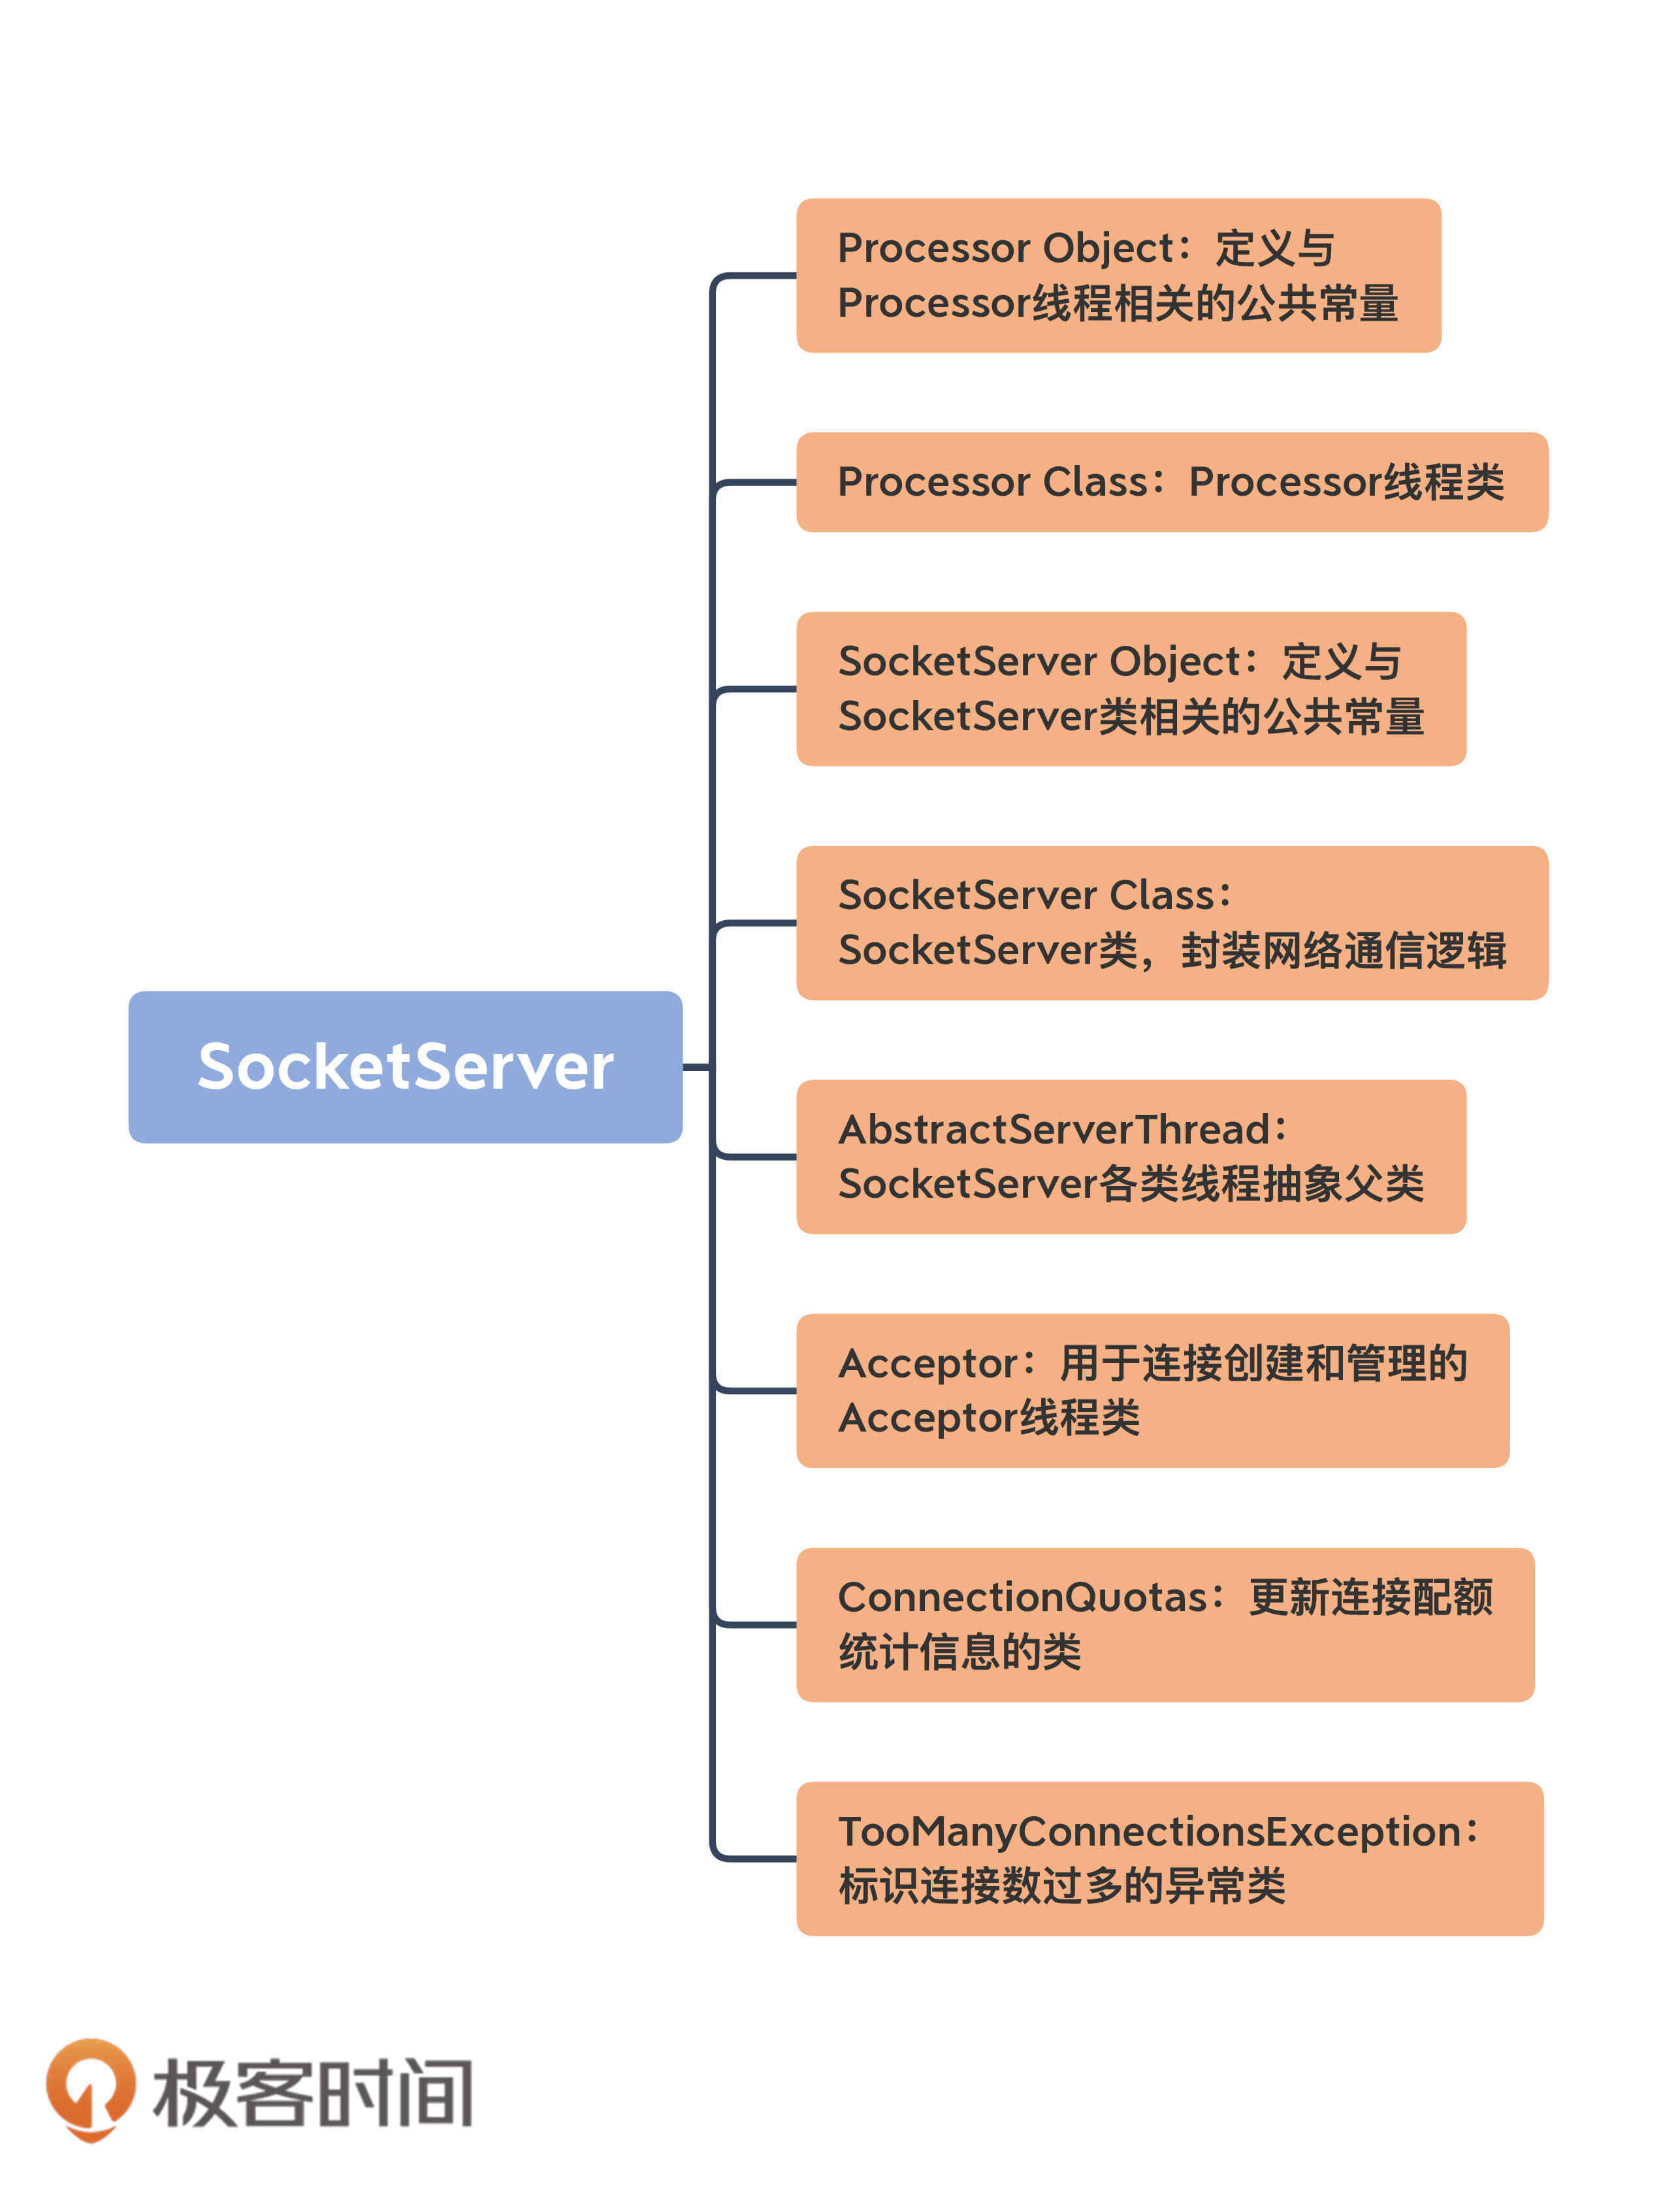 Processor Object：定义与
Processor线程相关的公共常量
Processor Class：Processor线程类
SocketServer Object：定义与
SocketServer类相关的公共常量
SocketServer Class：
SocketServer类，封装网络通信逻辑
SocketServer
AbstractServerThread：
SocketServer各类线程抽象父类
Acceptor：用于连接创建和管理的
Acceptor线程类
ConnectionQuotas：更新连接配额
统计信息的类
TooManyConnectionsException：
标识连接数过多的异常类
极客时间